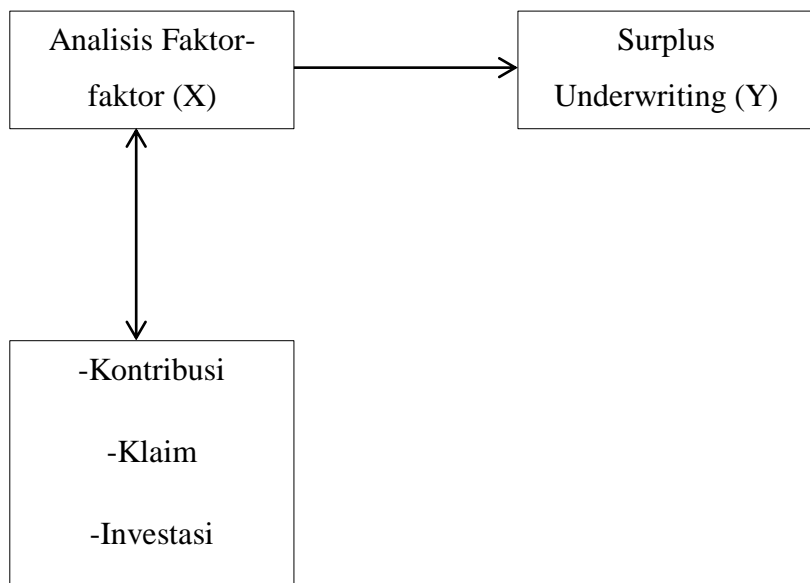 Analisis Faktor-
faktor (X)
Surplus
Underwriting (Y)
-Kontribusi
-Klaim
-Investasi